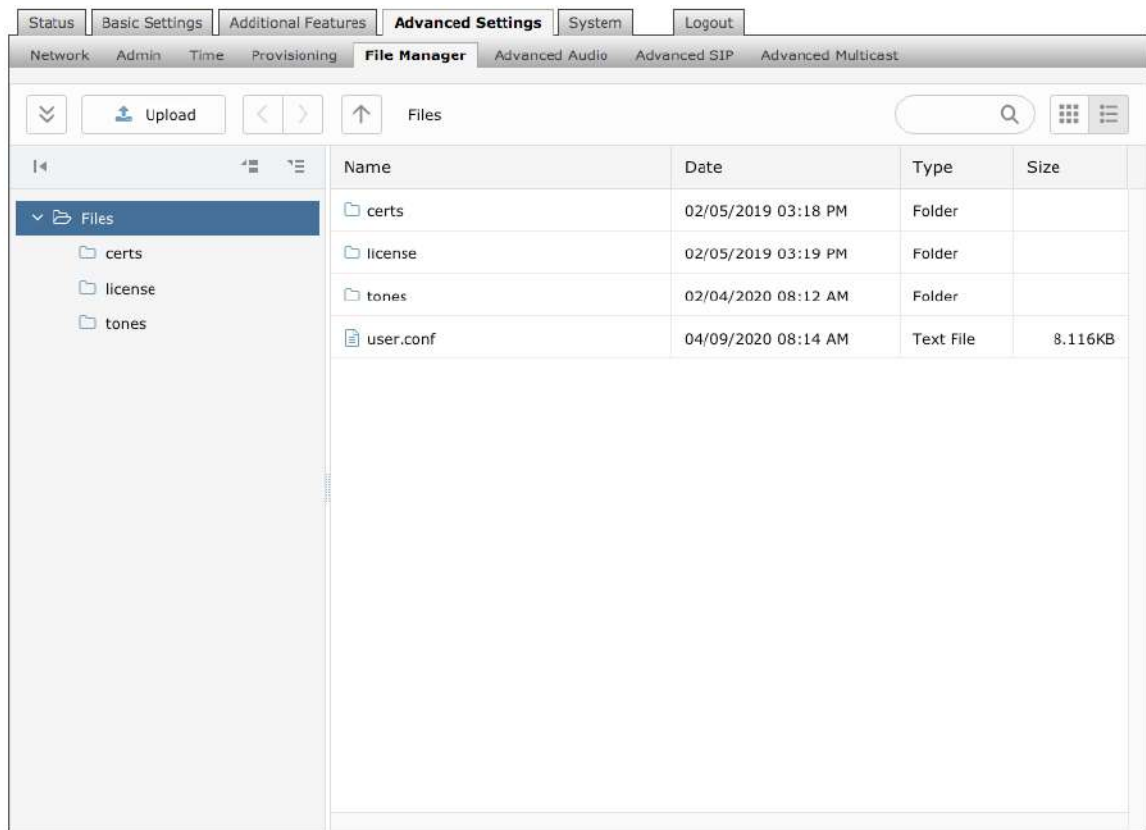 Status Basic Settings Additional Features Advanced Settings System Logout
Network Admin Time Provisioning File Manager Advanced Audio Advanced SIP Advanced Multicast
Upload Files
Name Date Type Size
Files
certs
license
tones
certs 02/05/2019 03:18 PM Folder
license 02/05/2019 03:19 PM Folder
tones 02/04/2020 08:12 AM Folder
user.conf 04/09/2020 08:14 AM Text File 8.116KB